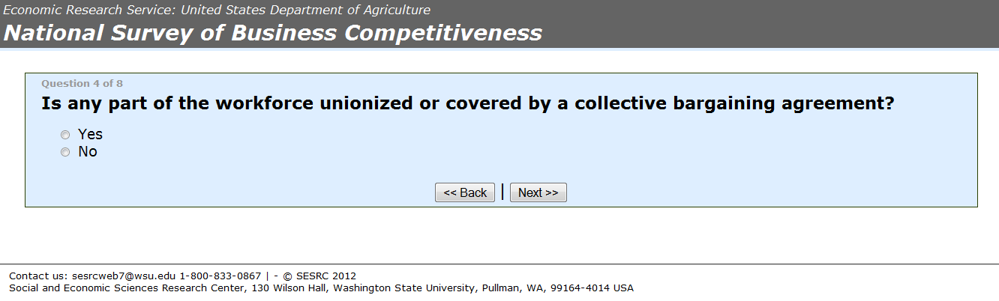 Economic Research Service: United States Department of Agriculture
National Survey of Business Competitiveness
Question 4 of 8
Is any part of the workforce unionized or covered by a collective bargaining agreement?
Yes
No
<< Back | Next >>
Contact us: sesrcweb7@wsu.edu 1-800-833-0867 | - © SESRC 2012
Social and Economic Sciences Research Center, 130 Wilson Hall, Washington State University, Pullman, WA, 99164-4014 USA